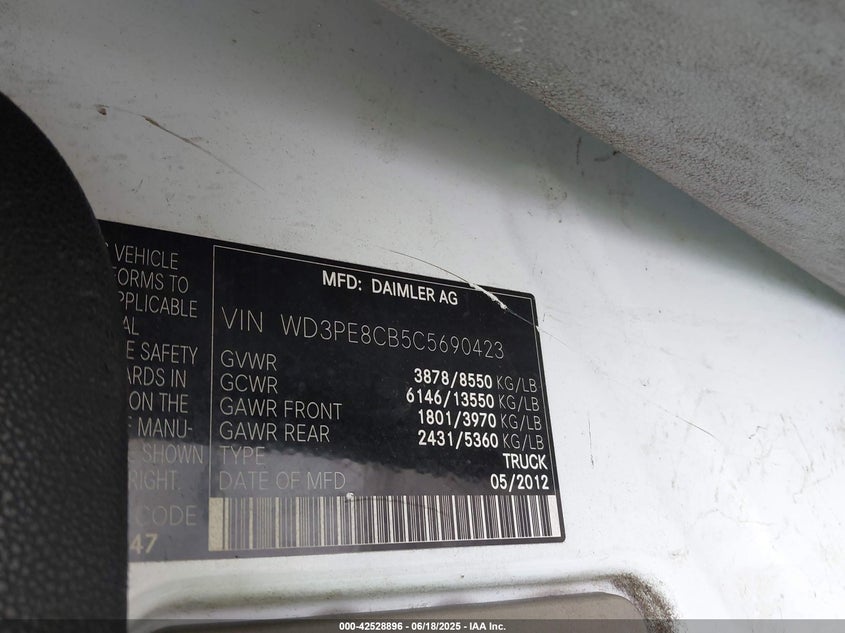 VEHICLE
FORMS TO
APPLICABLE
AL
E SAFETY
ARDS IN
ON THE
MANU-
SHOWN
RIGHT.
CODE
47
MFD: DAIMLER AG
VIN WD3PE8CB5C5690423
GVWR 3878/8550 KG/LB
GCWR 6146/13550 KG/LB
GAWR FRONT 1801/3970 KG/LB
GAWR REAR 2431/5360 KG/LB
TYPE TRUCK
DATE OF MFD 05/2012
000-42528896 - 06/18/2025 - IAA Inc.